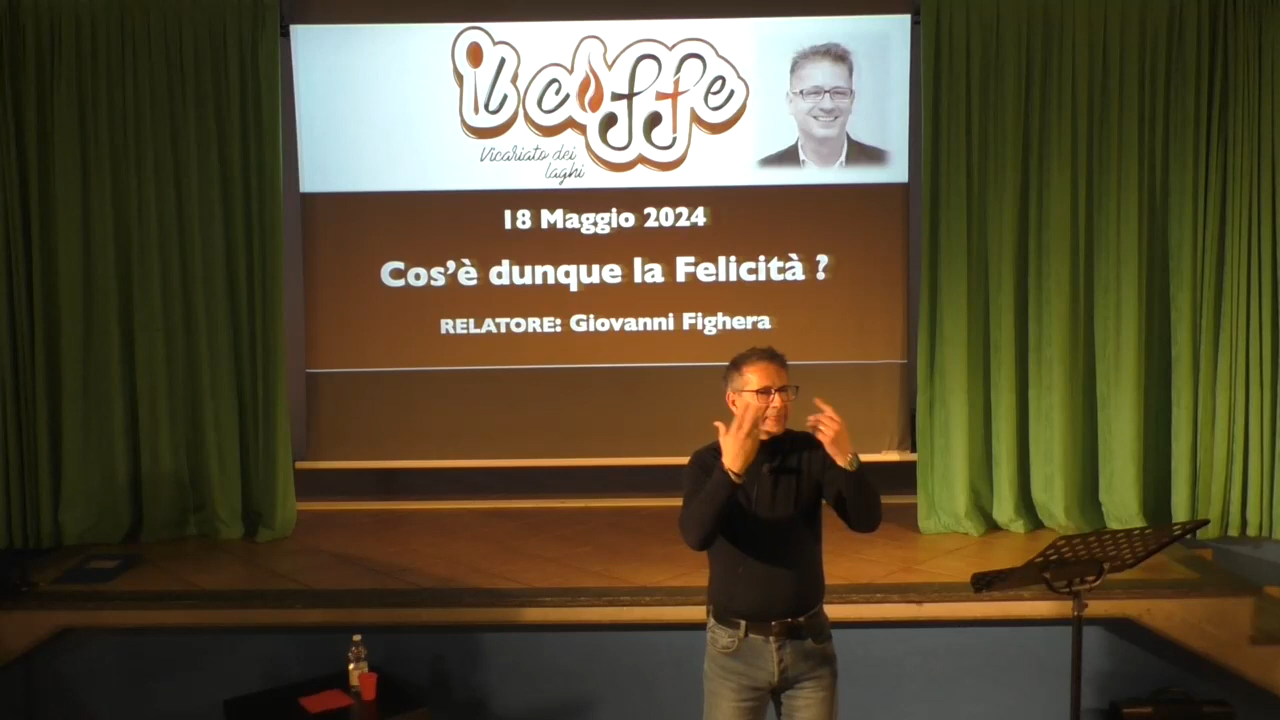 il caffe
Vicariato dei
laghi
18 Maggio 2024
Cos'è dunque la Felicità ?
RELATORE: Giovanni Fighera